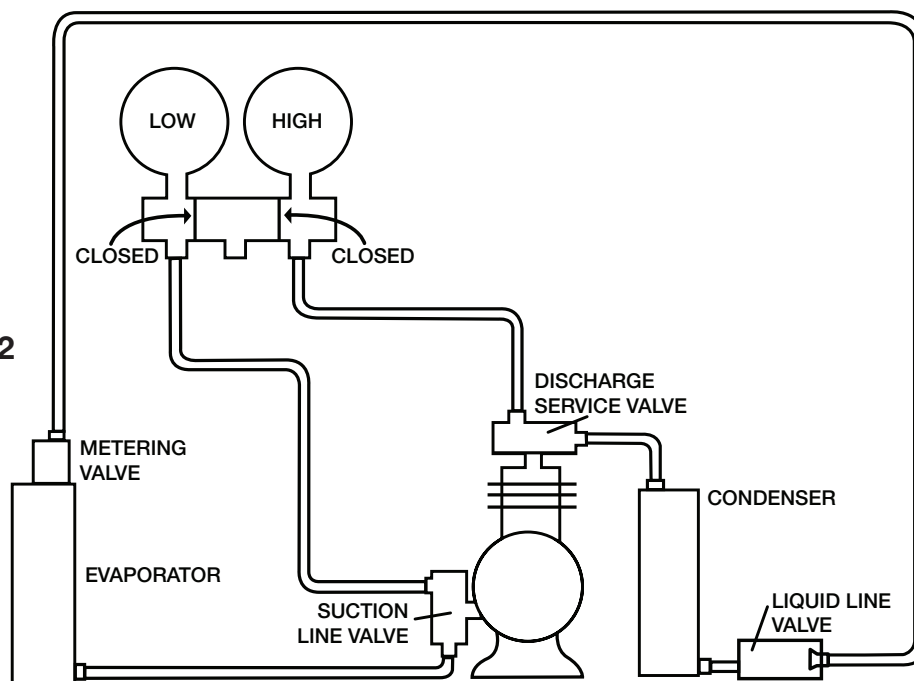 LOW
HIGH
CLOSED
CLOSED
2
DISCHARGE
SERVICE VALVE
METERING
VALVE
CONDENSER
EVAPORATOR
SUCTION
LINE VALVE
LIQUID LINE
VALVE